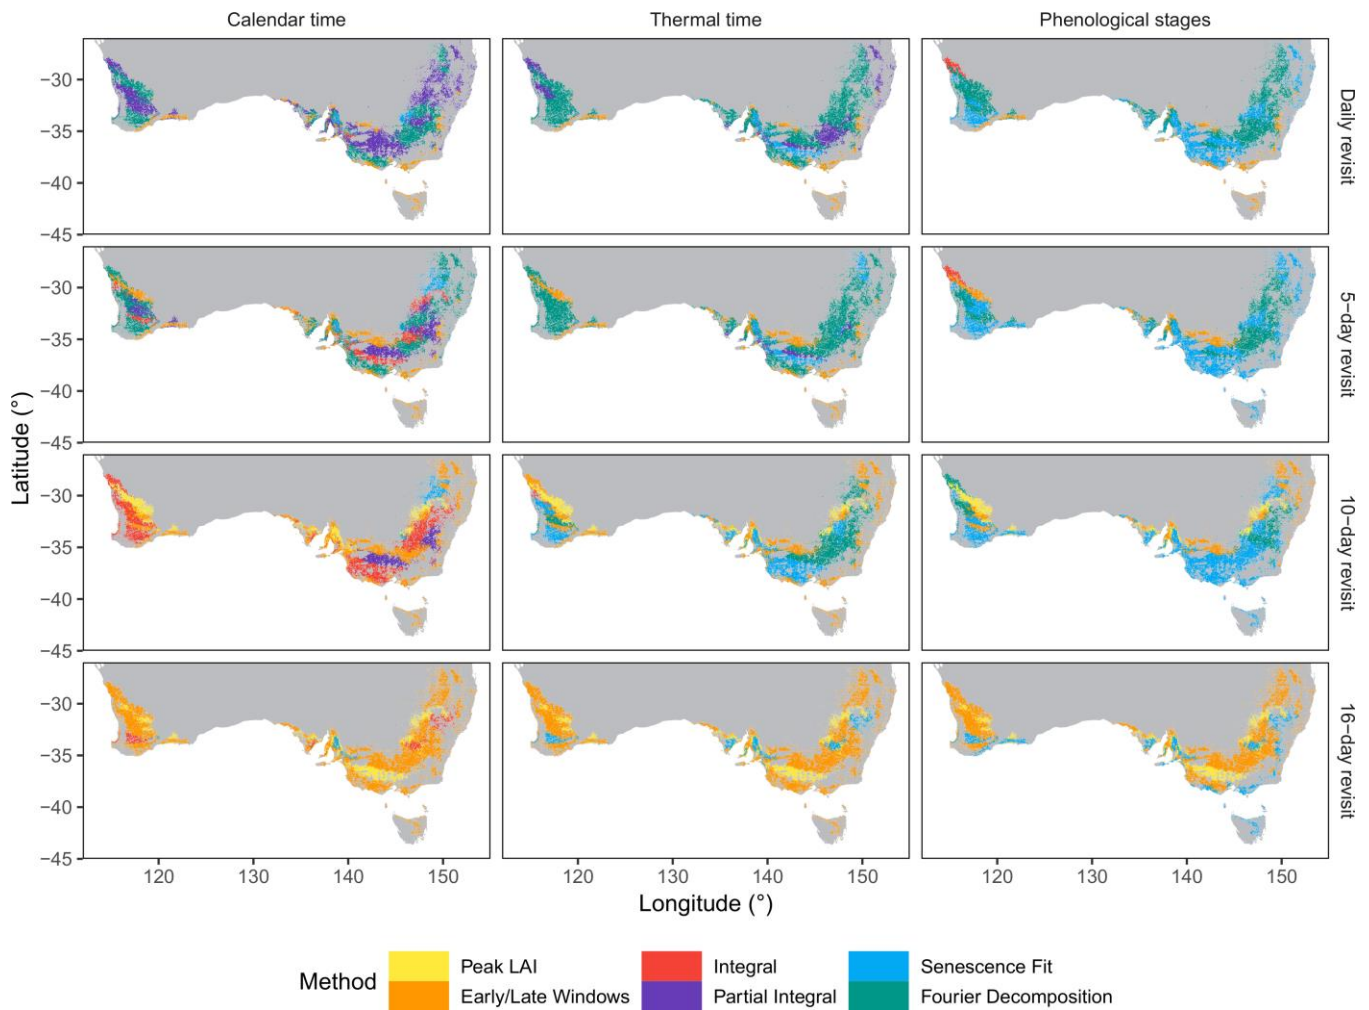 Calendar time
Thermal time
Phenological stages
−30
−35
−40
−45
Daily revisit
−30
−35
−40
−45
5−day revisit
−30
−35
−40
−45
10−day revisit
−30
−35
−40
−45
16−day revisit
Latitude (°)
120 130 140 150
120 130 140 150
120 130 140 150
Longitude (°)
Method
Peak LAI
Early/Late Windows
Integral
Partial Integral
Senescence Fit
Fourier Decomposition